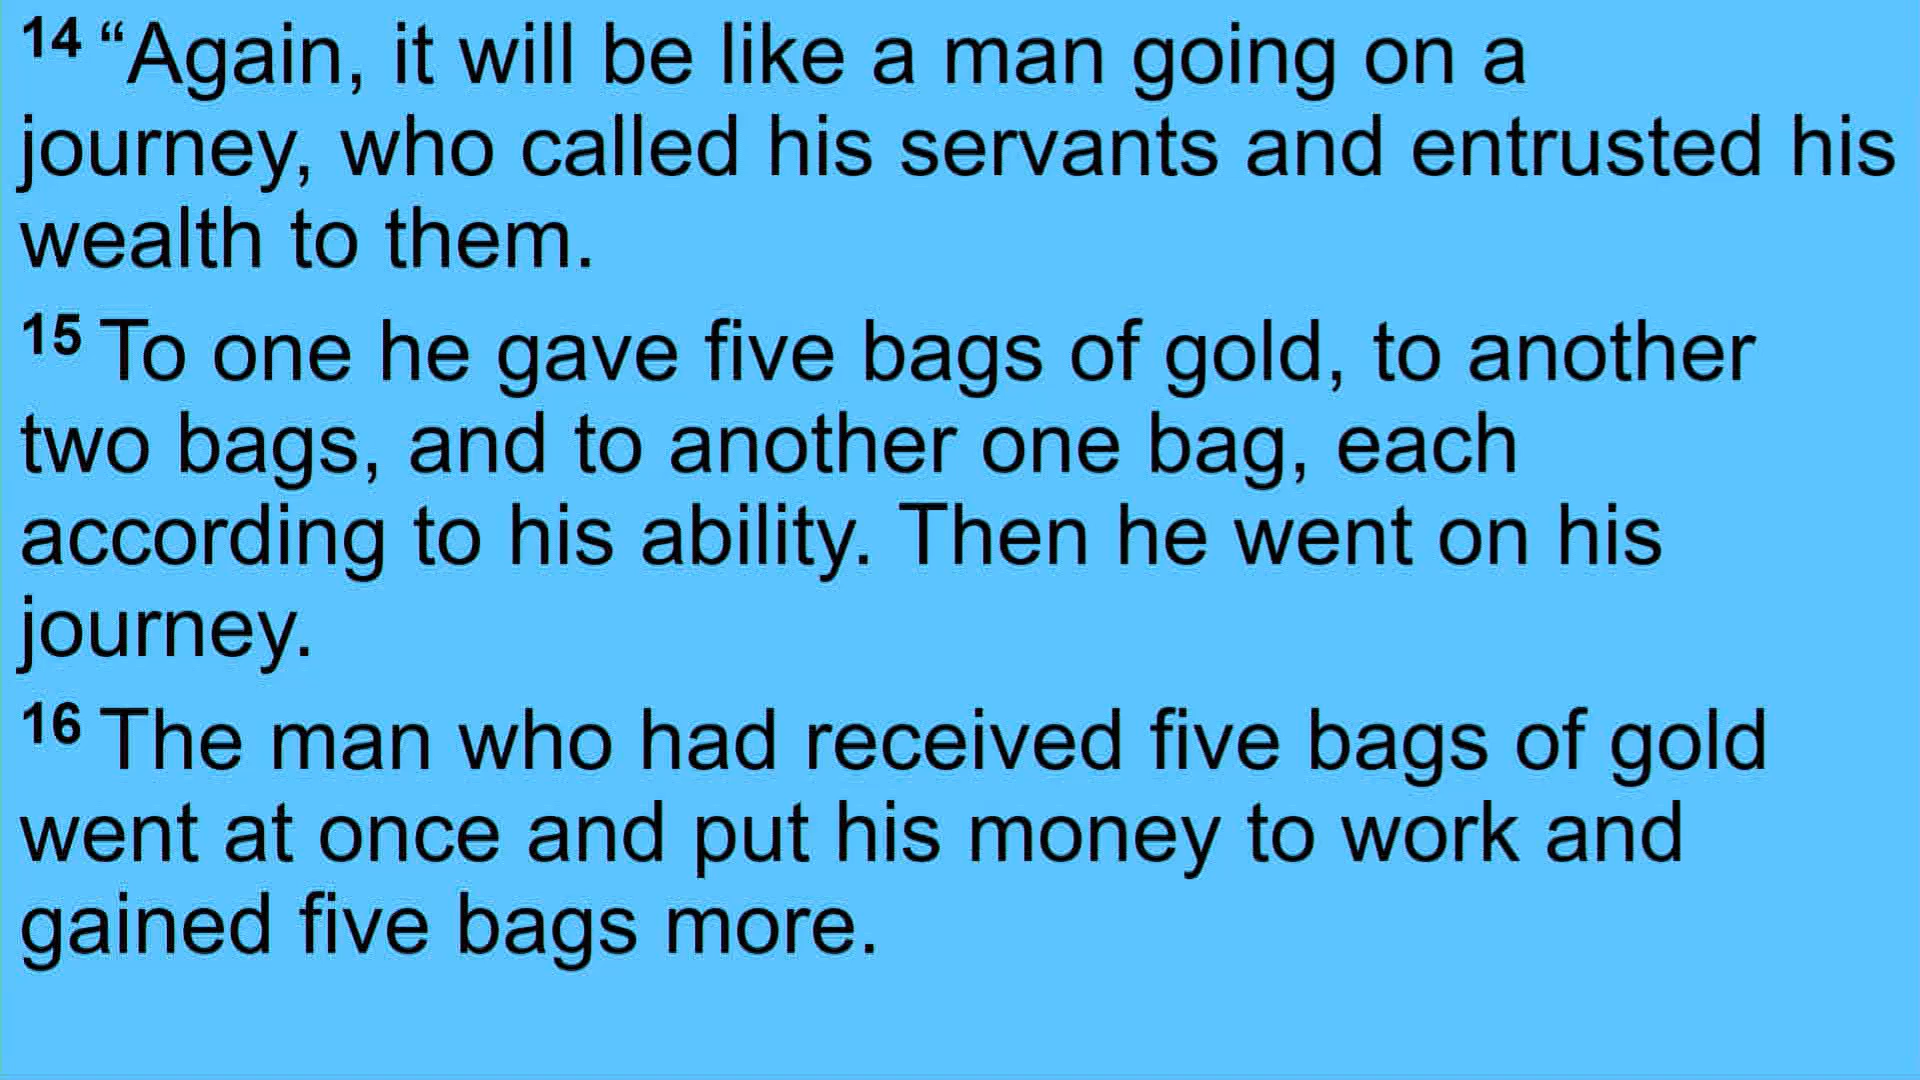 14 “Again, it will be like a man going on a
journey, who called his servants and entrusted his
wealth to them.
15 To one he gave five bags of gold, to another
two bags, and to another one bag, each
according to his ability. Then he went on his
journey.
16 The man who had received five bags of gold
went at once and put his money to work and
gained five bags more.